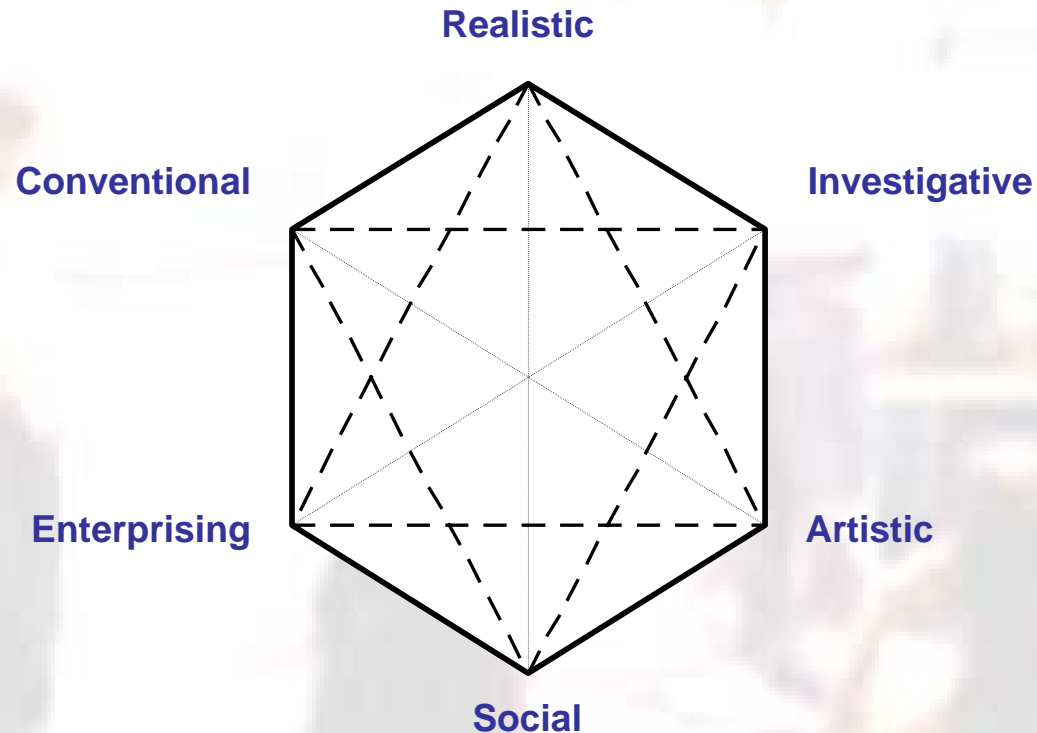 Realistic
Conventional
Investigative
Enterprising
Artistic
Social